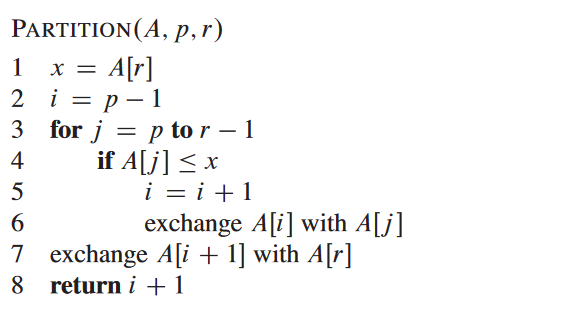 PARTITION(A, p, r)
1 x = A[r]
2 i = p − 1
3 for j = p to r − 1
4 if A[j] ≤ x
5 i = i + 1
6 exchange A[i] with A[j]
7 exchange A[i + 1] with A[r]
8 return i + 1